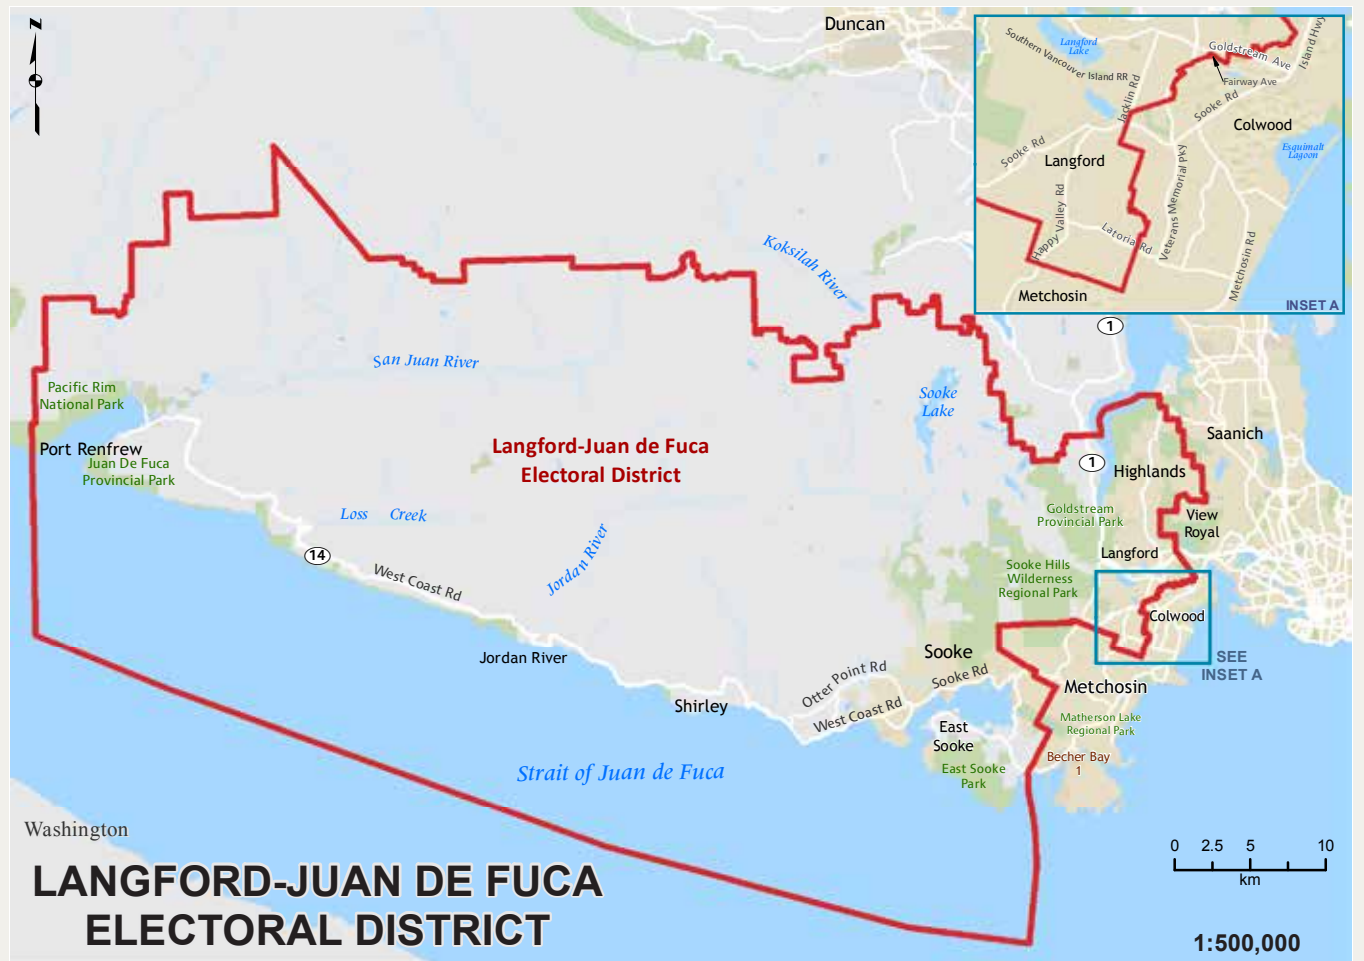 N
Duncan
Koksilah River
San Juan River
Sooke
Lake
Pacific Rim
National Park
Port Renfrew
Juan De Fuca
Provincial Park
Langford-Juan de Fuca
Electoral District
Loss Creek
Jordan River
14
West Coast Rd
Jordan River
Shirley
Otter Point Rd
West Coast Rd
Sooke
Sooke Rd
East
Sooke
East Sooke
Park
Strait of Juan de Fuca
Washington
1
1
Saanich
Highlands
View
Royal
Goldstream
Provincial Park
Langford
Sooke Hills
Wilderness
Regional Park
Colwood
SEE
INSET A
Metchosin
Matherson Lake
Regional Park
Becher Bay
1
Langford
Lake
Southern Vancouver Island RR
Goldstream Ave
Island Hwy
Fairway Ave
Jacklin Rd
Sooke Rd
Colwood
Esquimalt
Lagoon
Sooke Rd
Langford
Happy Valley Rd
Latoria Rd
Veterans Memorial Pky
Metchosin Rd
Metchosin
INSET A
0 2.5 5 10
km
1:500,000
LANGFORD-JUAN DE FUCA
ELECTORAL DISTRICT